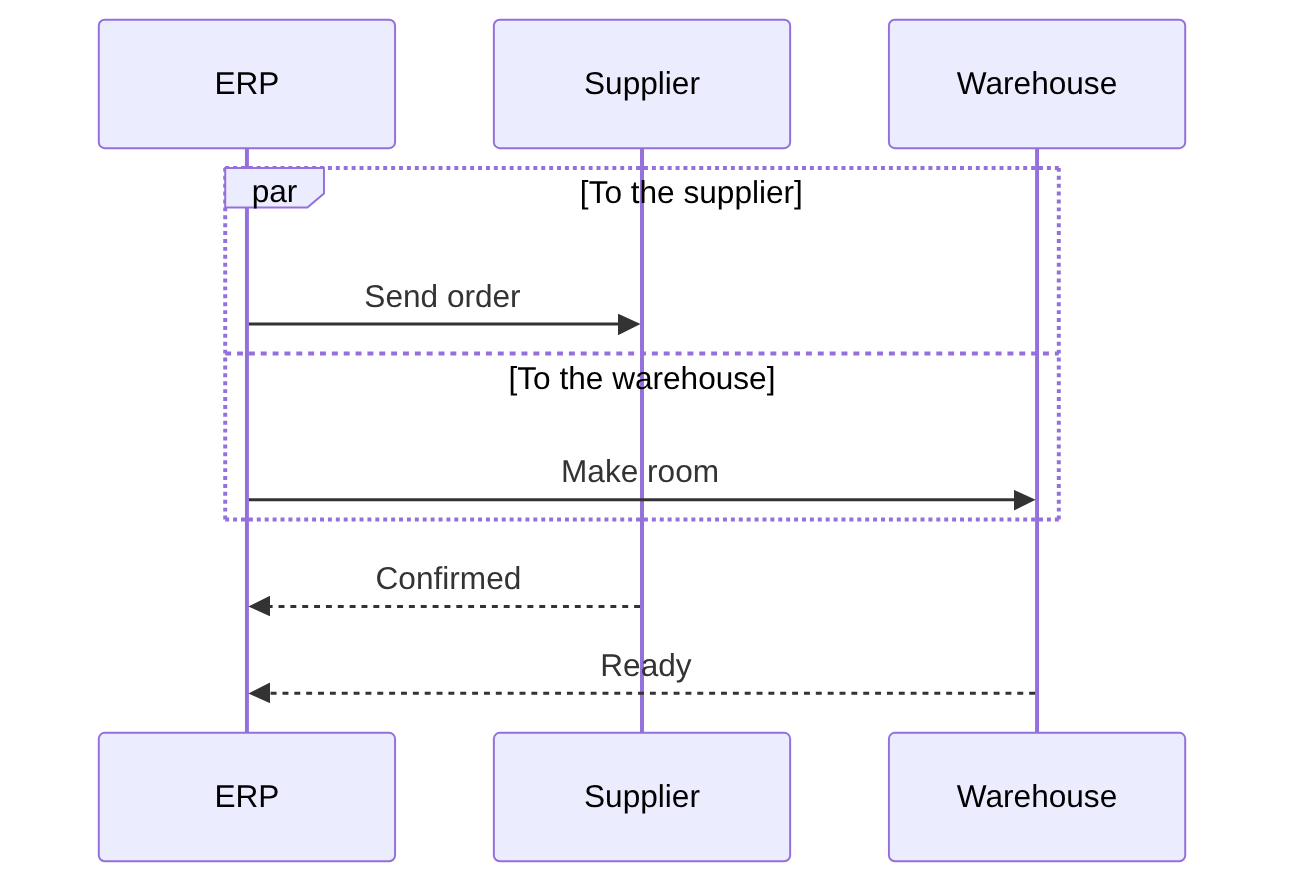 ERP
Supplier
Warehouse
par
[To the supplier]
Send order
[To the warehouse]
Make room
Confirmed
Ready
ERP
Supplier
Warehouse